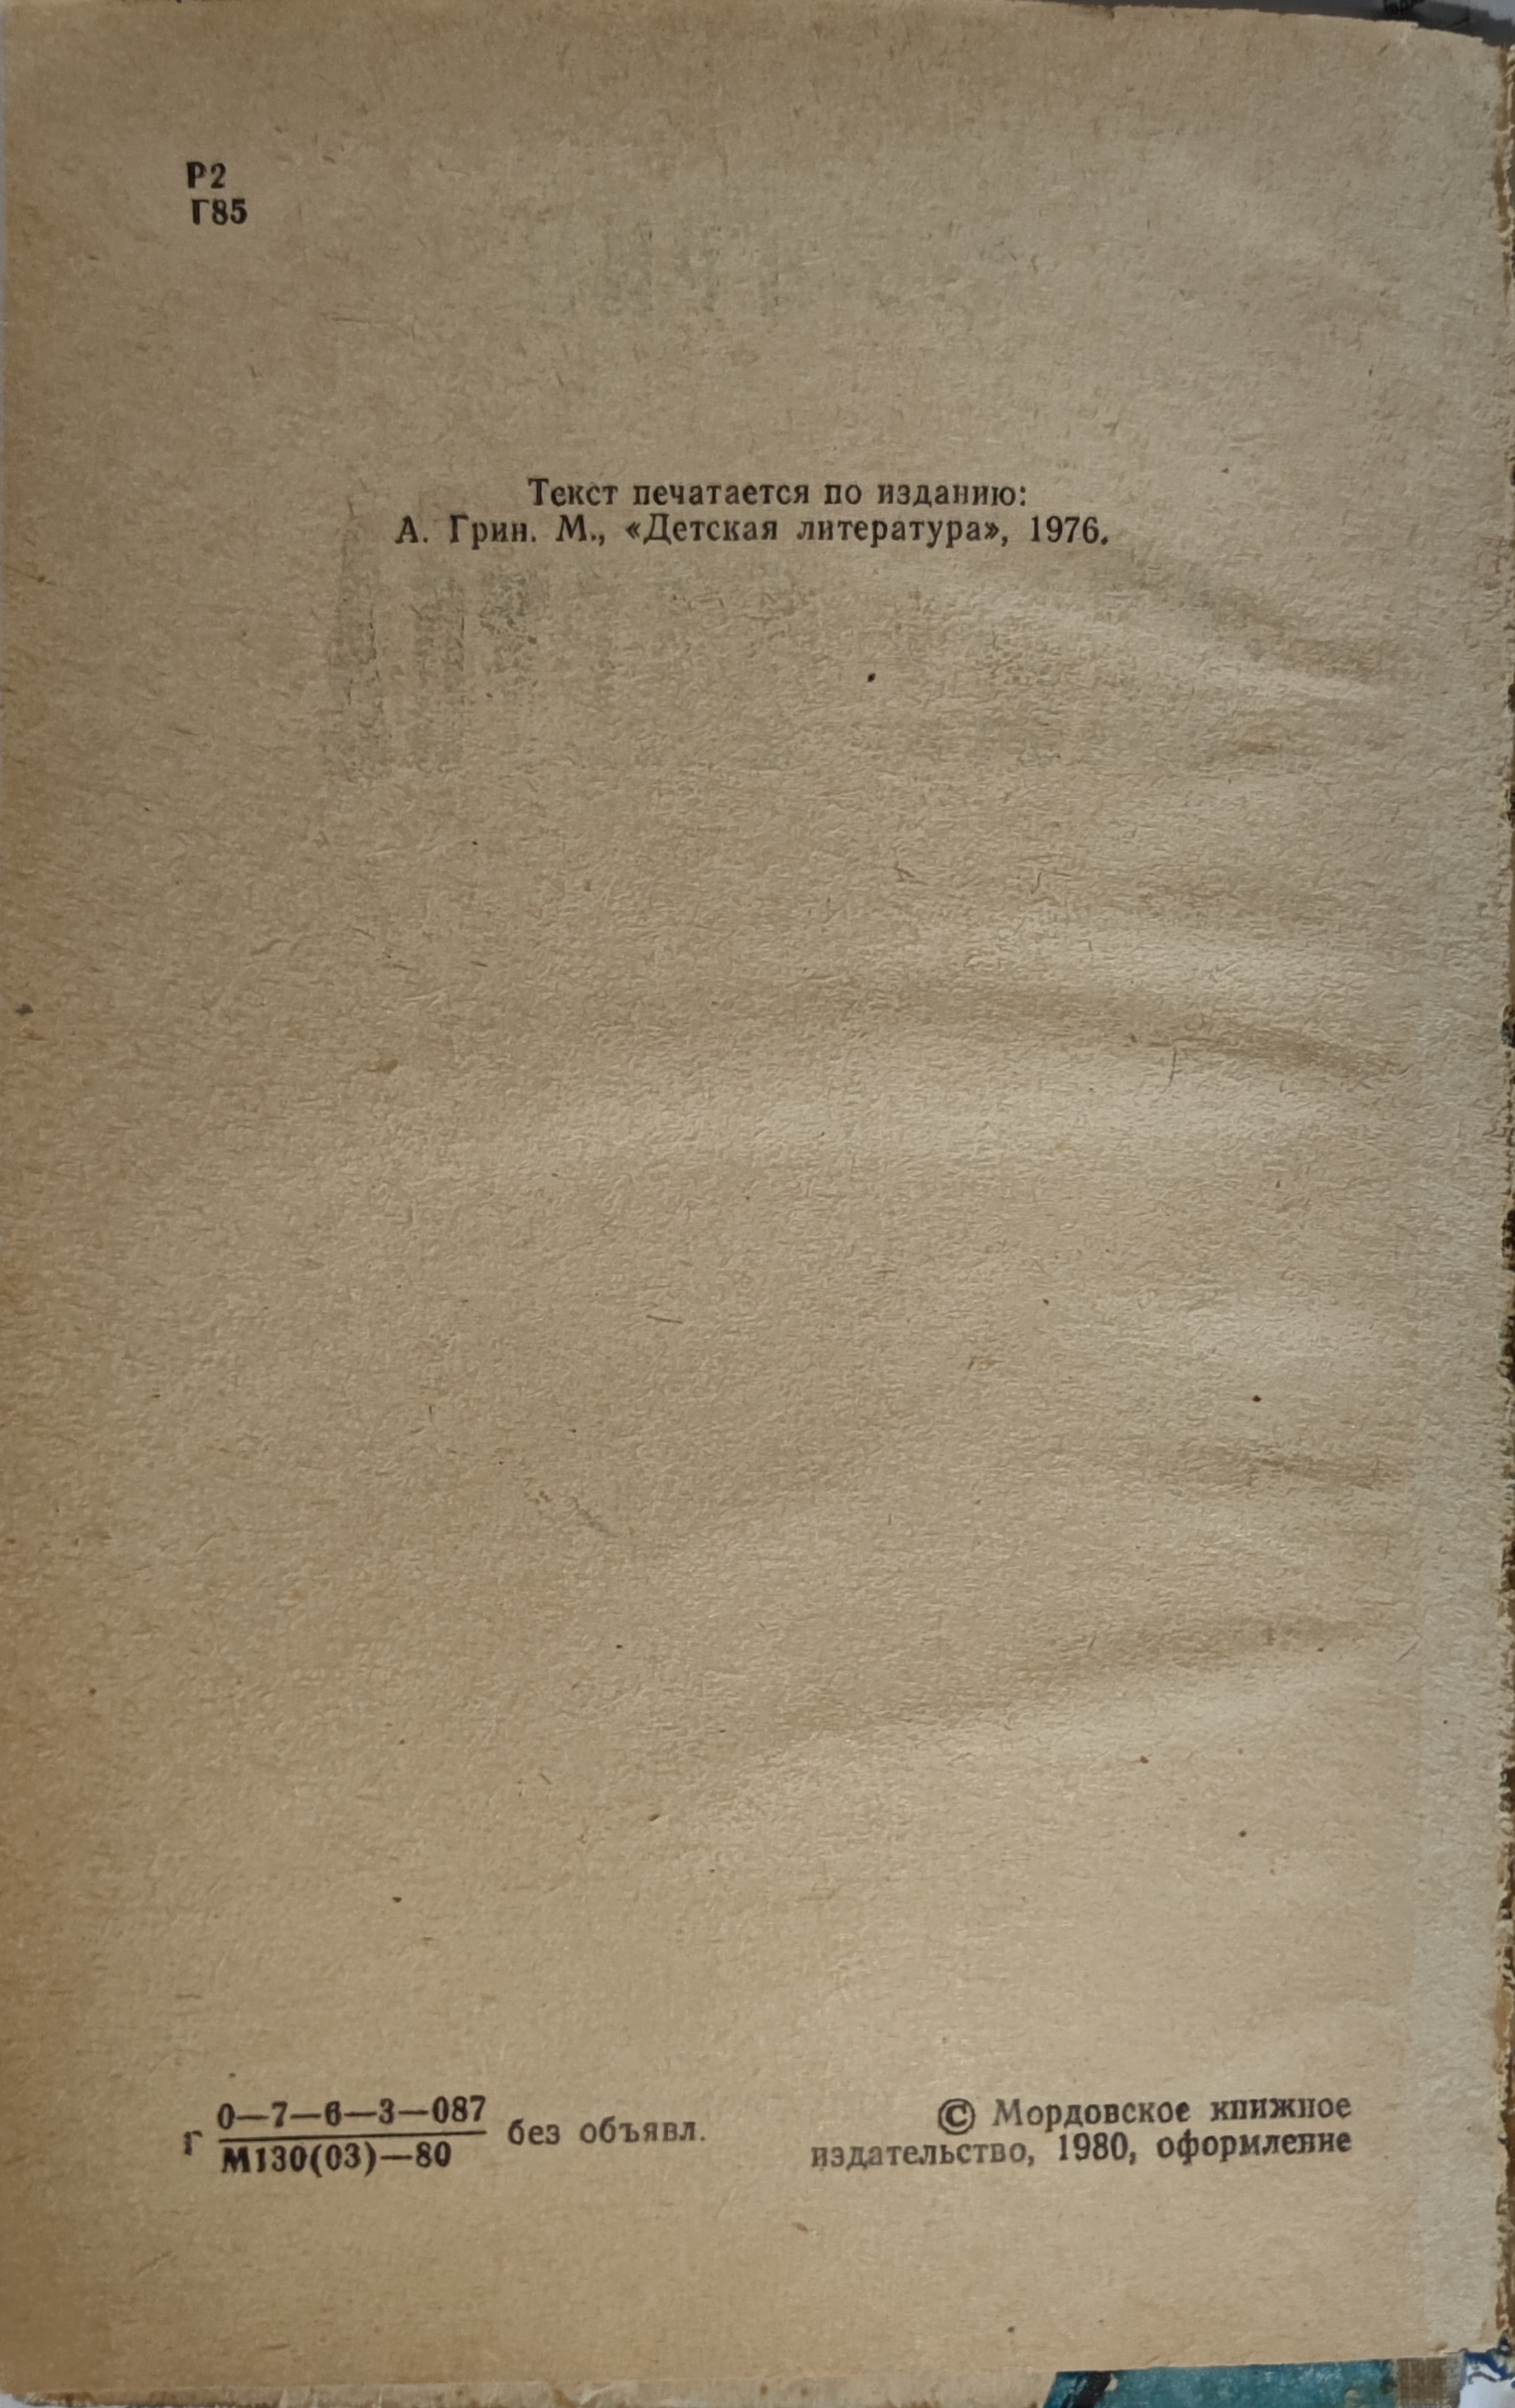 Р2
Г85
Текст печатается по изданию:
А. Грин. М., «Детская литература», 1976.
Г 0—7—6—3—087
М130(03)—80 без объявл.
© Мордовское книжное
издательство, 1980, оформление